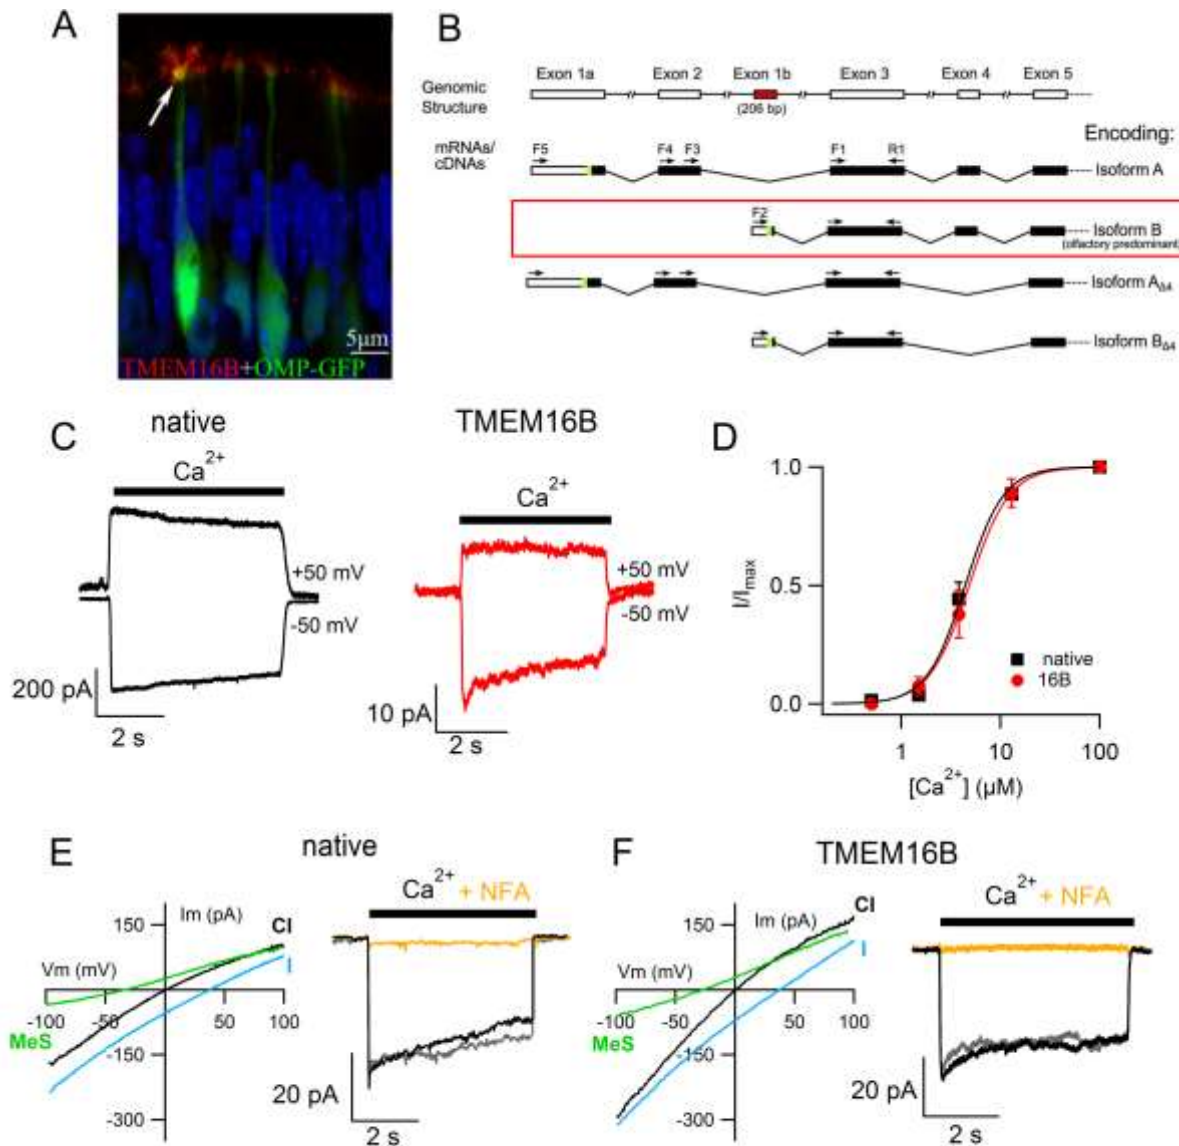 A
5µm
TMEM16B+OMP-GFP
B
Genomic
Structure
Exon 1a
Exon 2
Exon 1b
Exon 3
Exon 4
Exon 5
(206 bp)
Encoding:
mRNAs/
cDNAs
F5
F4 F3
F1
R1
Isoform A
F2
Isoform B
(olfactory predominant)
Isoform AΔ4
Isoform BΔ4
C
native
Ca2+
+50 mV
-50 mV
200 pA
2 s
TMEM16B
Ca2+
+50 mV
-50 mV
10 pA
2 s
D
1.0
0.5
0.0
I/Imax
native
16B
1
10
100
[Ca2+] (µM)
E
native
150
Im (pA)
Cl
Vm (mV)
I
-100
-50
50
100
MeS
-150
-300
Ca2+ + NFA
20 pA
2 s
F
TMEM16B
150
Im (pA)
Cl
Vm (mV)
I
-100
-50
50
100
MeS
-150
-300
Ca2+ + NFA
20 pA
2 s